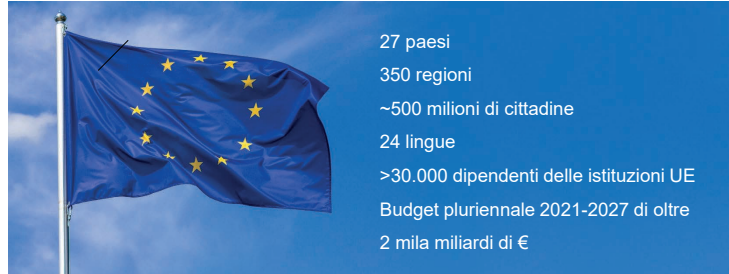 27 paesi
350 regioni
~500 milioni di cittadine
24 lingue
>30.000 dipendenti delle istituzioni UE
Budget pluriennale 2021-2027 di oltre
2 mila miliardi di €